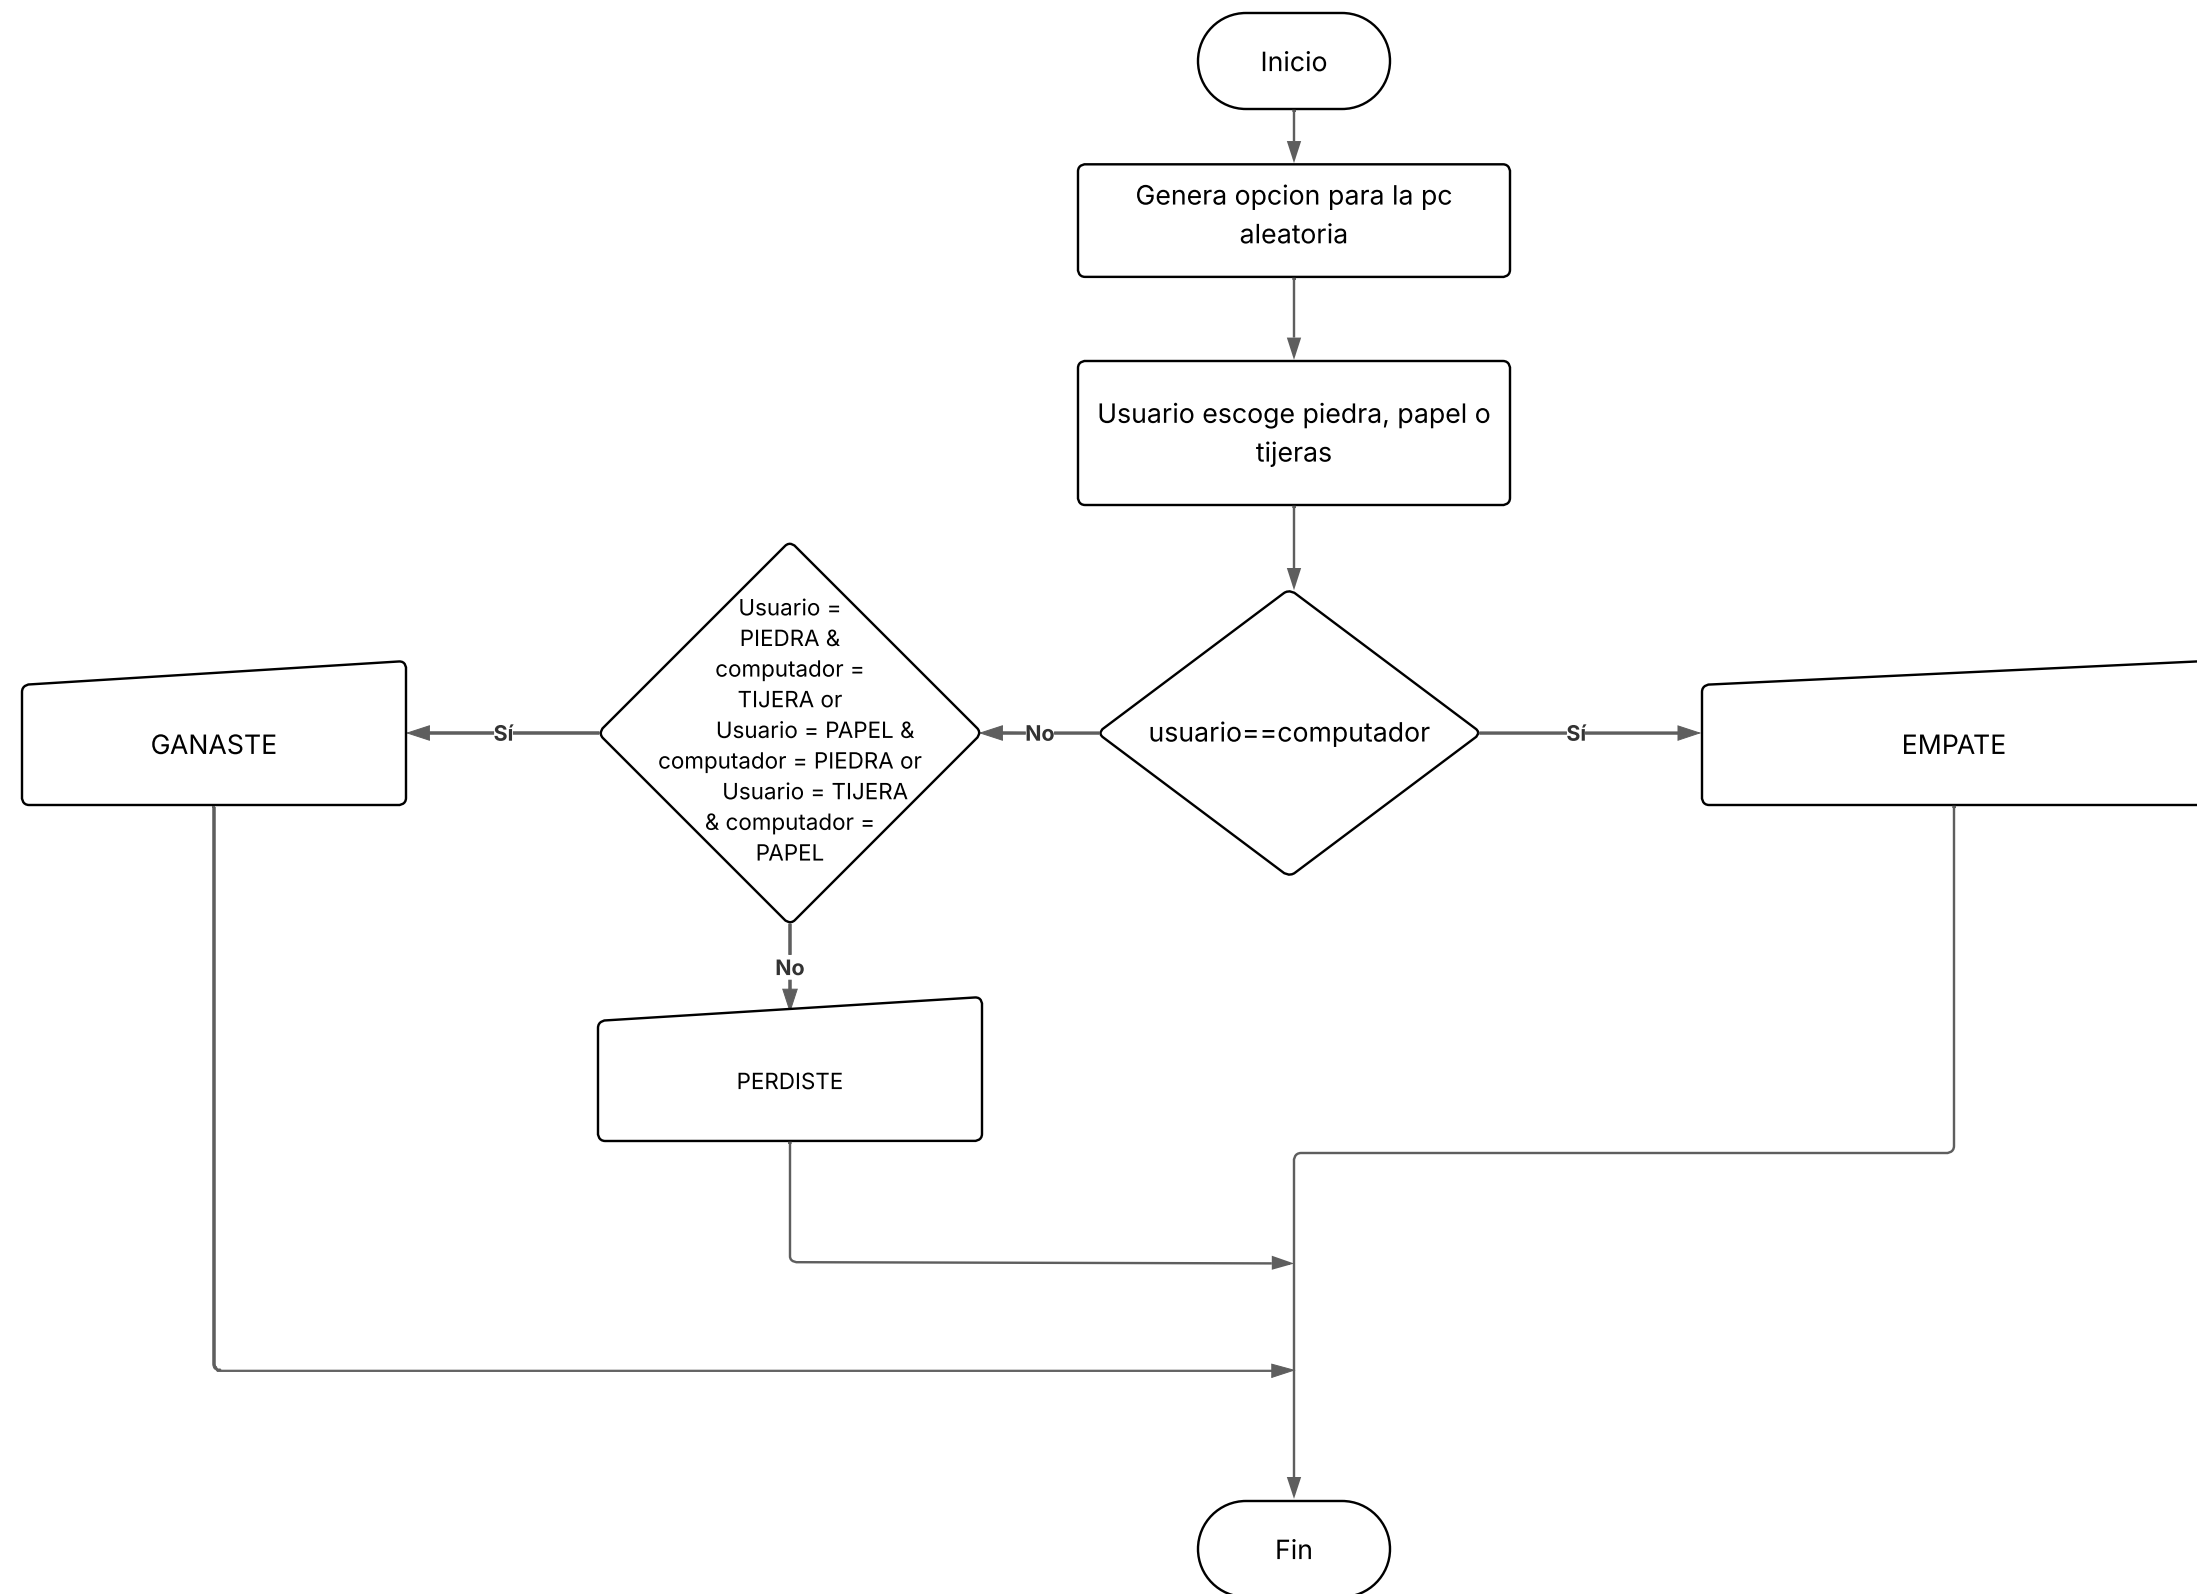 Inicio
Genera opcion para la pc
aleatoria
Usuario escoge piedra, papel o
tijeras
Usuario =
PIEDRA &
computador =
TIJERA or
Usuario = PAPEL &
computador = PIEDRA or
Usuario = TIJERA
& computador =
PAPEL
GANASTE
Sí
No
usuario==computador
Sí
EMPATE
No
PERDISTE
Fin